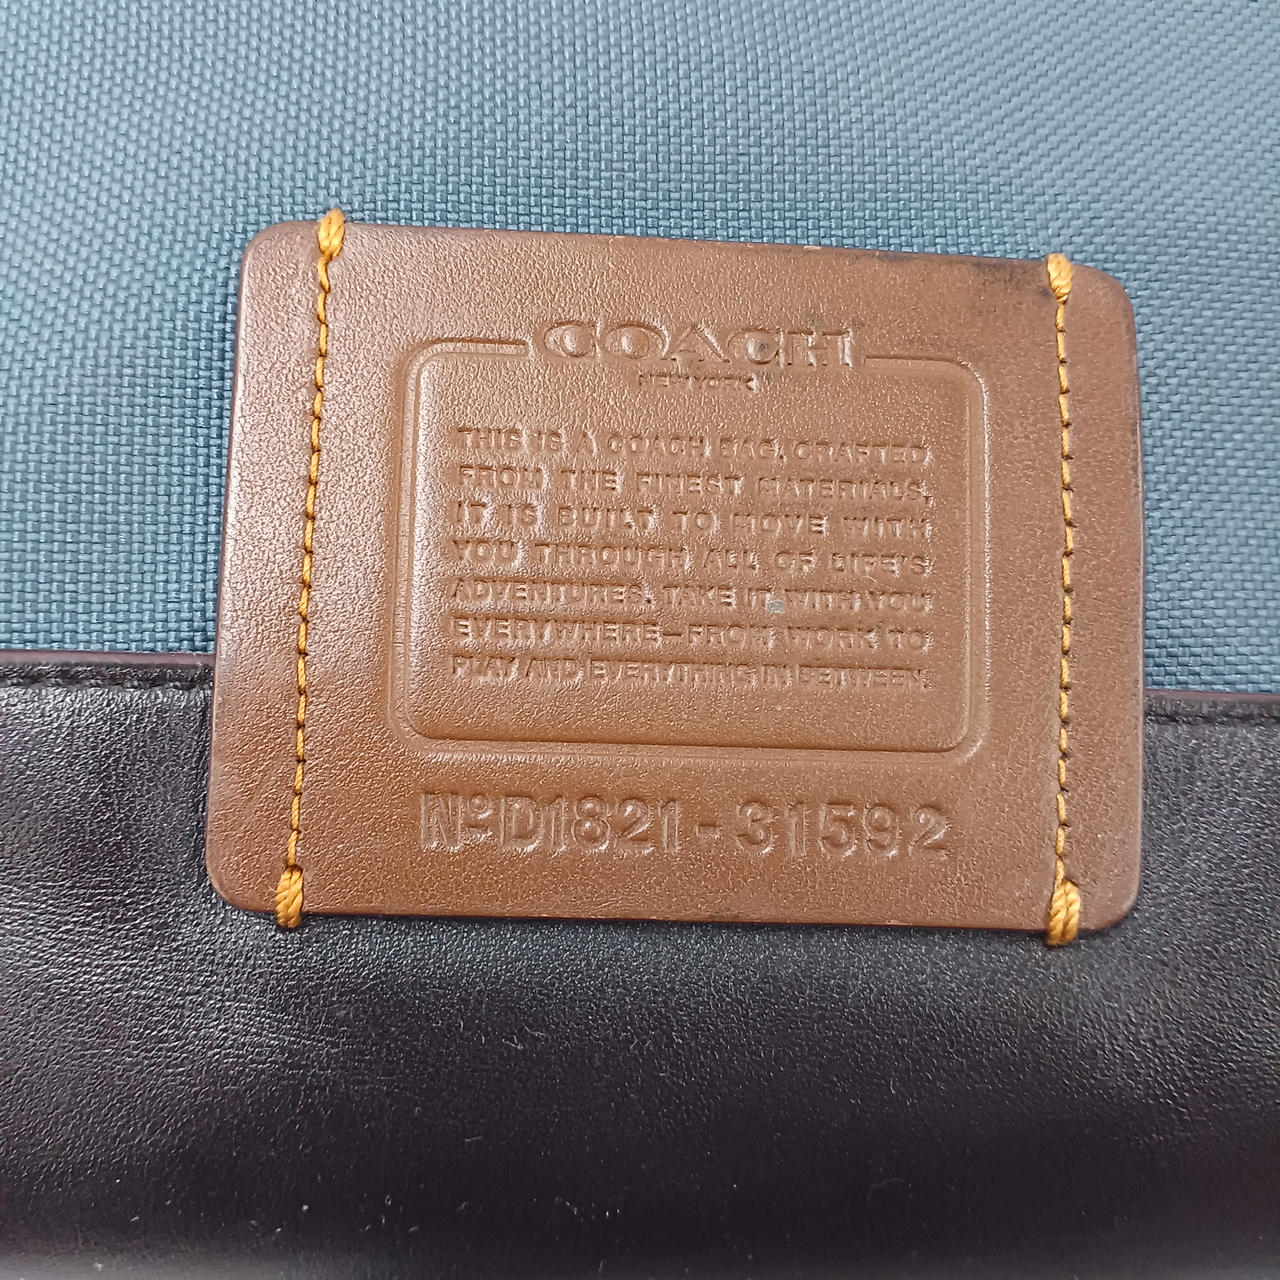 COACH
NEW YORK
THIS IS A COACH BAG, CRAFTED
FROM THE FINEST MATERIALS,
IT IS BUILT TO MOVE WITH
YOU THROUGH ALL OF LIFE'S
ADVENTURES. TAKE IT WITH YOU
EVERYWHERE—FROM WORK TO
PLAY AND EVERYTHING IN BETWEEN.
Nº D1821-31592